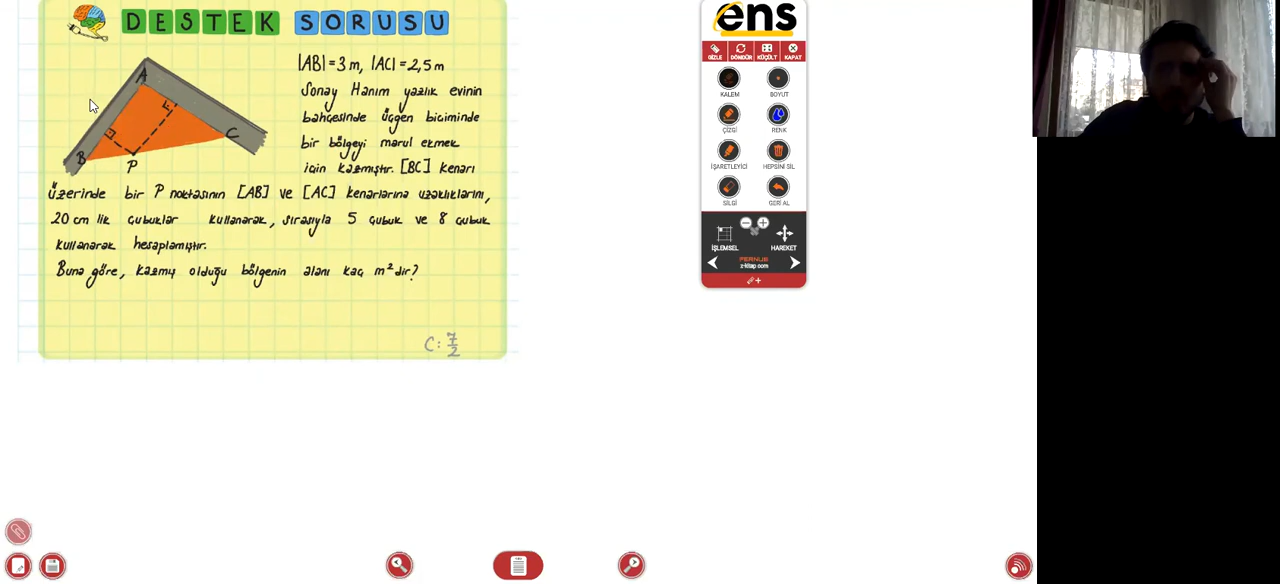 DESTEK SORUSU
|AB| = 3 m, |AC| = 2,5 m
Sonay Hanım yazlık evinin
bahçesinde üçgen biçiminde
bir bölgeyi marul ekmek
için kazmıştır. [BC] kenarı
üzerinde bir P noktasının [AB] ve [AC] kenarlarına uzaklıklarını,
20 cm lik çubuklar kullanarak, sırasıyla 5 çubuk ve 8 çubuk
kullanarak hesaplamıştır.
Buna göre, kazmış olduğu bölgenin alanı kaç m² dir?
C: 7/2
A
B
P
C
ens
GİZLE DÖNDÜR KÜÇÜLT KAPAT
KALEM BOYUT
ÇİZGİ RENK
İŞARETLEYİCİ HEPSİNİ SİL
SİLGİ GERİ AL
İŞLEMSEL HAREKET
FERNUS
z-kitap.com